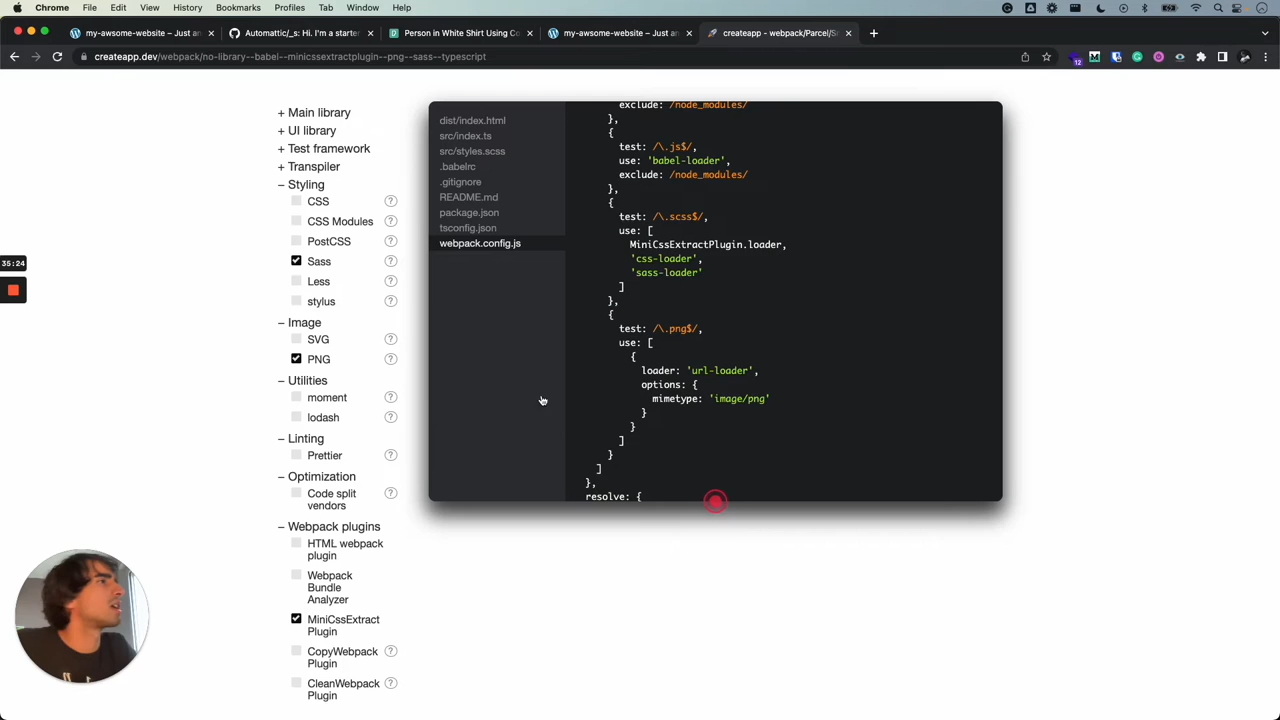 Chrome File Edit View History Bookmarks Profiles Tab Window Help
my-awsome-website – Just an
Automattic/_s: Hi. I'm a starte
Person in White Shirt Using Co
my-awsome-website – Just an
createapp - webpack/Parcel/Sn
createapp.dev/webpack/no-library--babel--minicssextractplugin--png--sass--typescript
12
+ Main library
+ UI library
+ Test framework
+ Transpiler
– Styling
CSS ?
CSS Modules ?
PostCSS ?
Sass ?
Less ?
stylus ?
– Image
SVG ?
PNG ?
– Utilities
moment ?
lodash ?
– Linting
Prettier ?
– Optimization
Code split ?
vendors
– Webpack plugins
HTML webpack
plugin
Webpack
Bundle
Analyzer
MiniCssExtract
Plugin
CopyWebpack ?
Plugin
CleanWebpack ?
Plugin
35:24
dist/index.html
src/index.ts
src/styles.scss
.babelrc
.gitignore
README.md
package.json
tsconfig.json
webpack.config.js
exclude: /node_modules/
},
{
test: /\.js$/,
use: 'babel-loader',
exclude: /node_modules/
},
{
test: /\.scss$/,
use: [
MiniCssExtractPlugin.loader,
'css-loader',
'sass-loader'
]
},
{
test: /\.png$/,
use: [
{
loader: 'url-loader',
options: {
mimetype: 'image/png'
}
}
]
}
]
},
resolve: {